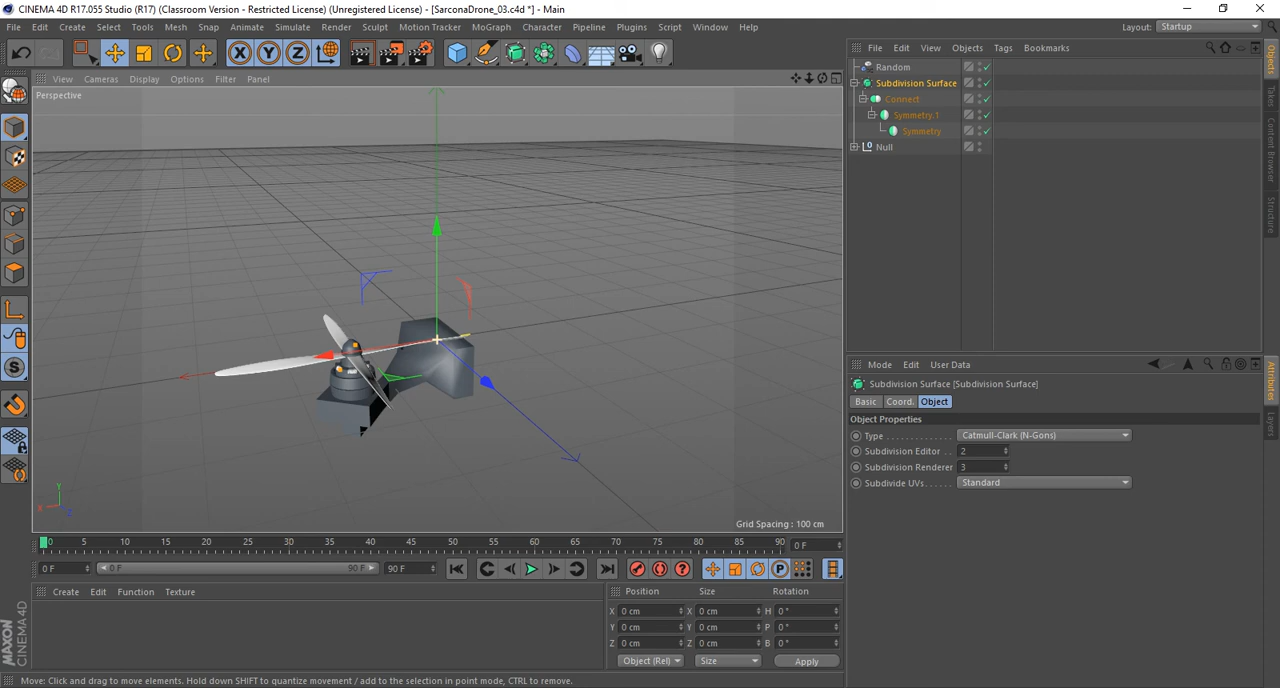 CINEMA 4D R17.055 Studio (R17) (Classroom Version - Restricted License) (Unregistered License) - [SarconaDrone_03.c4d *] - Main
File Edit Create Select Tools Mesh Snap Animate Simulate Render Sculpt Motion Tracker MoGraph Character Pipeline Plugins Script Window Help
Layout: Startup
X Y Z
View Cameras Display Options Filter Panel
Perspective
Grid Spacing : 100 cm
Y
X
Z
File Edit View Objects Tags Bookmarks
Random
Subdivision Surface
Connect
Symmetry.1
Symmetry
Null
Objects
Takes
Content Browser
Structure
Mode Edit User Data
Subdivision Surface [Subdivision Surface]
Basic Coord. Object
Object Properties
Type Catmull-Clark (N-Gons)
Subdivision Editor 2
Subdivision Renderer 3
Subdivide UVs Standard
Attributes
Layers
0 5 10 15 20 25 30 35 40 45 50 55 60 65 70 75 80 85 90 0 F
0 F 0 F 90 F 90 F
Create Edit Function Texture
Position Size Rotation
X 0 cm X 0 cm H 0 °
Y 0 cm Y 0 cm P 0 °
Z 0 cm Z 0 cm B 0 °
Object (Rel) Size Apply
MAXON
CINEMA 4D
Move: Click and drag to move elements. Hold down SHIFT to quantize movement / add to the selection in point mode, CTRL to remove.